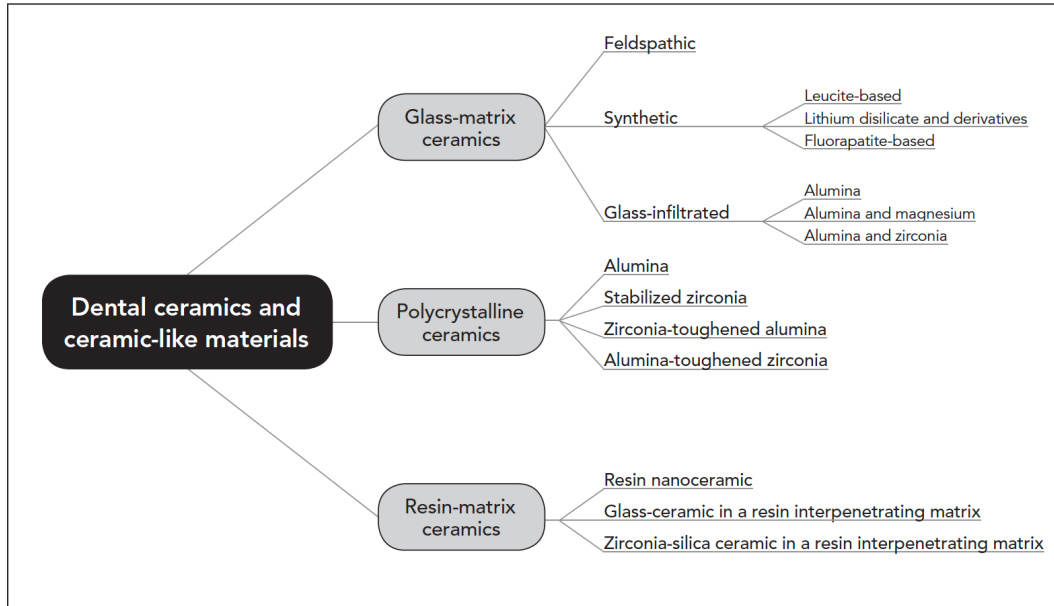 Dental ceramics and
ceramic-like materials
Glass-matrix
ceramics
Feldspathic
Synthetic
Leucite-based
Lithium disilicate and derivatives
Fluorapatite-based
Glass-infiltrated
Alumina
Alumina and magnesium
Alumina and zirconia
Polycrystalline
ceramics
Alumina
Stabilized zirconia
Zirconia-toughened alumina
Alumina-toughened zirconia
Resin-matrix
ceramics
Resin nanoceramic
Glass-ceramic in a resin interpenetrating matrix
Zirconia-silica ceramic in a resin interpenetrating matrix